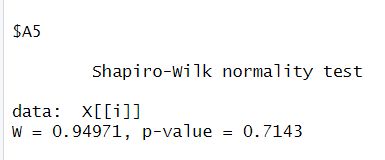 $A5
Shapiro-Wilk normality test
data:  X[[i]]
W = 0.94971, p-value = 0.7143